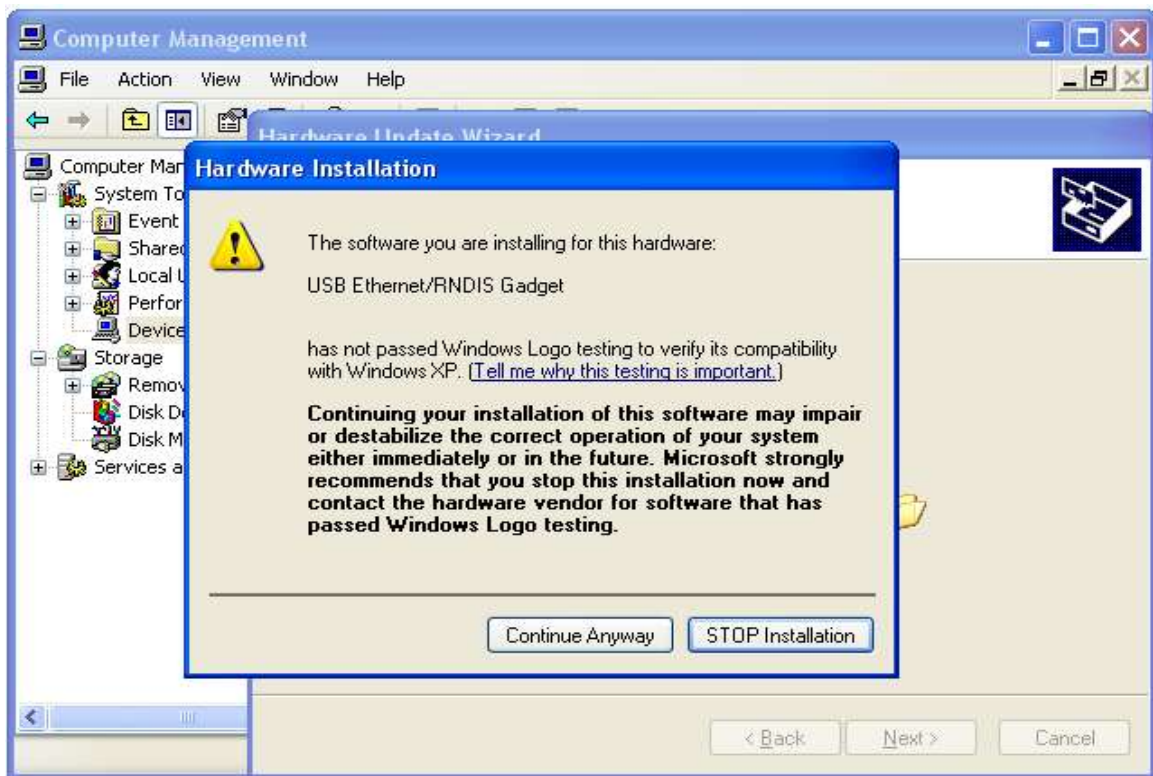 Computer Management
File Action View Window Help
Hardware Update Wizard
Computer Man
Hardware Installation
System To
Event
Shared
Local U
Perfor
Device
Storage
Remov
Disk De
Disk M
Services a
The software you are installing for this hardware:
USB Ethernet/RNDIS Gadget
has not passed Windows Logo testing to verify its compatibility
with Windows XP. (Tell me why this testing is important.)
Continuing your installation of this software may impair
or destabilize the correct operation of your system
either immediately or in the future. Microsoft strongly
recommends that you stop this installation now and
contact the hardware vendor for software that has
passed Windows Logo testing.
Continue Anyway STOP Installation
< Back Next > Cancel